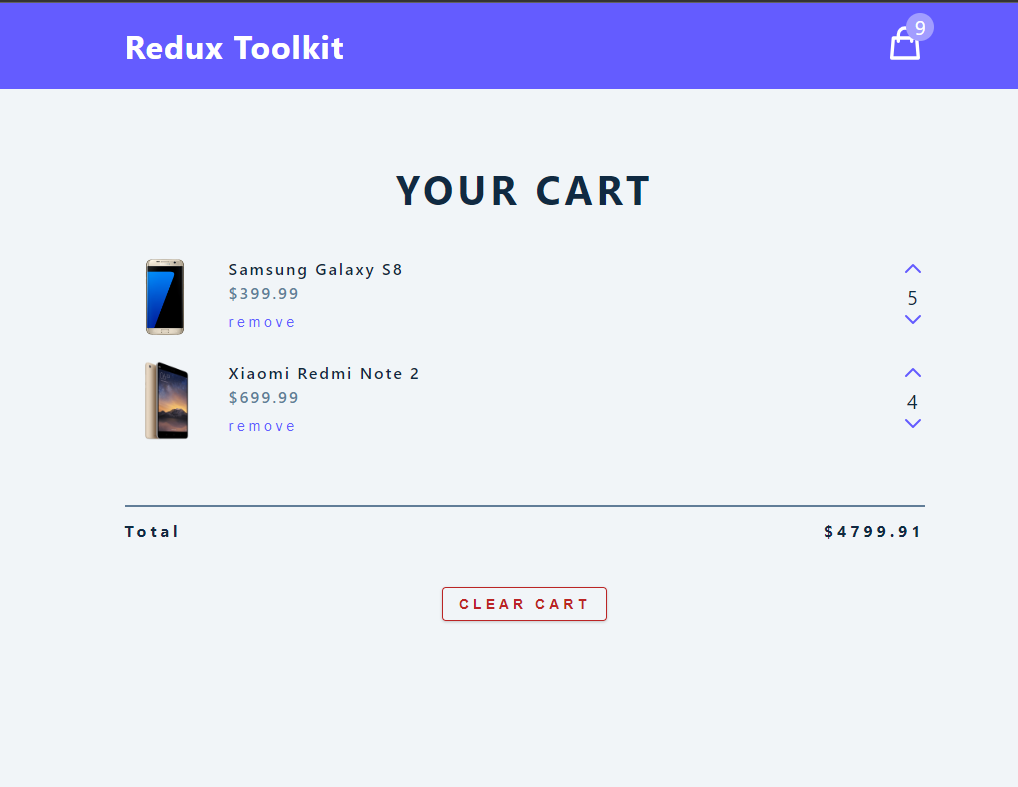 Redux Toolkit
9
YOUR CART
Samsung Galaxy S8
$399.99
remove
5
Xiaomi Redmi Note 2
$699.99
remove
4
Total
$4799.91
CLEAR CART